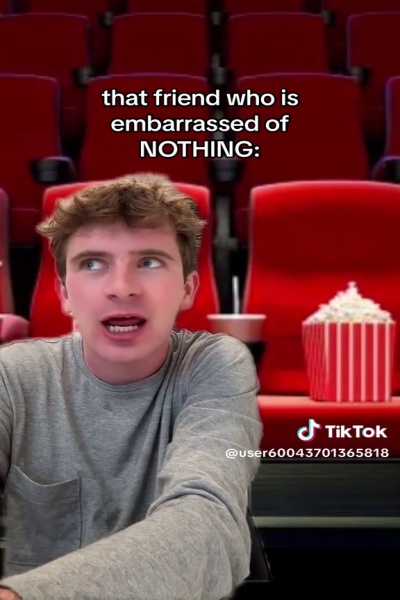 that friend who is
embarrassed of
NOTHING:
TikTok
@user60043701365818